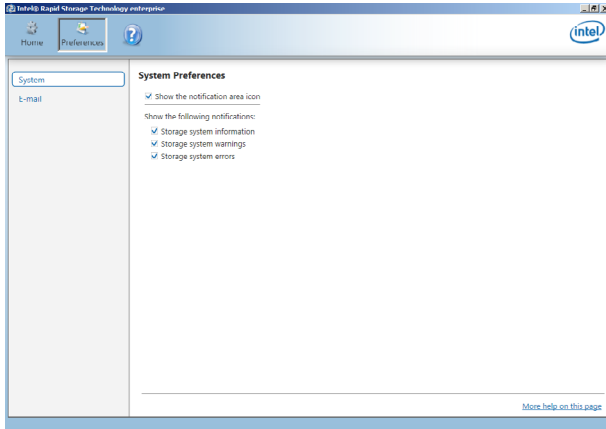 Intel® Rapid Storage Technology enterprise
Home
Preferences
?
intel
System
E-mail
System Preferences
Show the notification area icon
Show the following notifications:
Storage system information
Storage system warnings
Storage system errors
More help on this page